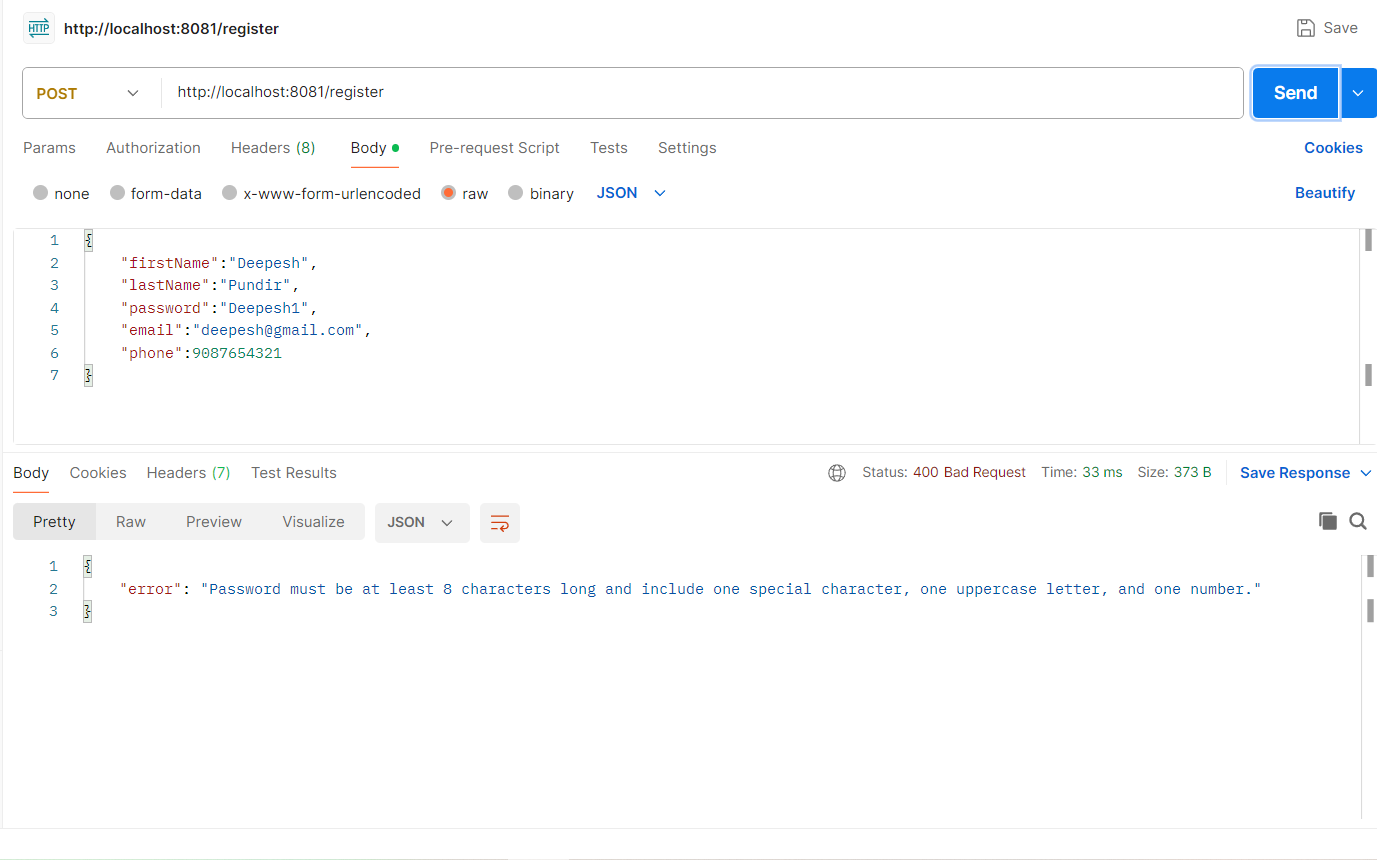 HTTP http://localhost:8081/register Save
POST http://localhost:8081/register Send
Params Authorization Headers (8) Body Pre-request Script Tests Settings Cookies
none form-data x-www-form-urlencoded raw binary JSON Beautify
1 {
2 "firstName":"Deepesh",
3 "lastName":"Pundir",
4 "password":"Deepesh1",
5 "email":"deepesh@gmail.com",
6 "phone":9087654321
7 }
Body Cookies Headers (7) Test Results Status: 400 Bad Request Time: 33 ms Size: 373 B Save Response
Pretty Raw Preview Visualize JSON
1 {
2 "error": "Password must be at least 8 characters long and include one special character, one uppercase letter, and one number."
3 }